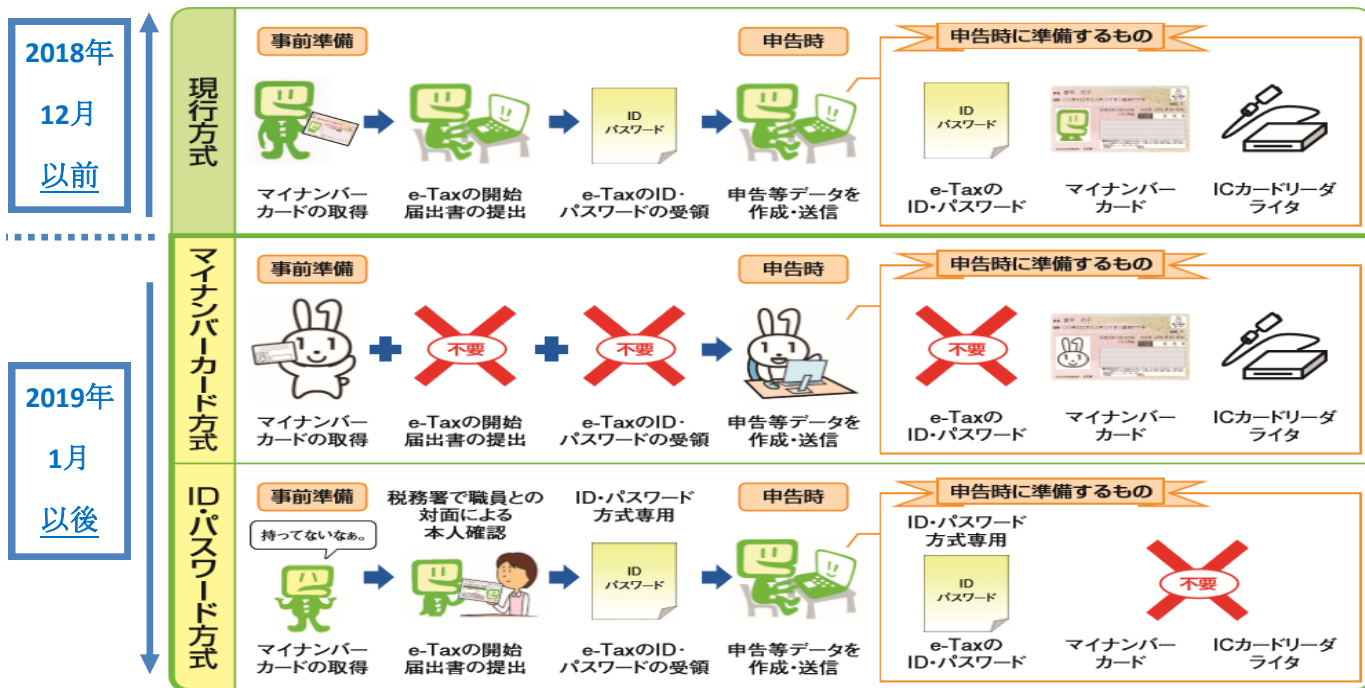 2018年
12月
以前
現行方式
事前準備
申告時
申告時に準備するもの
ID
パスワード
ID
パスワード
マイナンバー
カードの取得
e-Taxの開始
届出書の提出
e-TaxのID・
パスワードの受領
申告等データを
作成・送信
e-Taxの
ID・パスワード
マイナンバー
カード
ICカードリーダ
ライタ
2019年
1月
以後
マイナンバーカード方式
事前準備
申告時
申告時に準備するもの
不要
不要
不要
マイナンバー
カードの取得
e-Taxの開始
届出書の提出
e-TaxのID・
パスワードの受領
申告等データを
作成・送信
e-Taxの
ID・パスワード
マイナンバー
カード
ICカードリーダ
ライタ
ID・パスワード方式
事前準備
持ってないなぁ。
税務署で職員との
対面による
本人確認
ID・パスワード
方式専用
申告時
申告時に準備するもの
ID・パスワード
方式専用
ID
パスワード
ID
パスワード
不要
マイナンバー
カードの取得
e-Taxの開始
届出書の提出
e-TaxのID・
パスワードの受領
申告等データを
作成・送信
e-Taxの
ID・パスワード
マイナンバー
カード
ICカードリーダ
ライタ